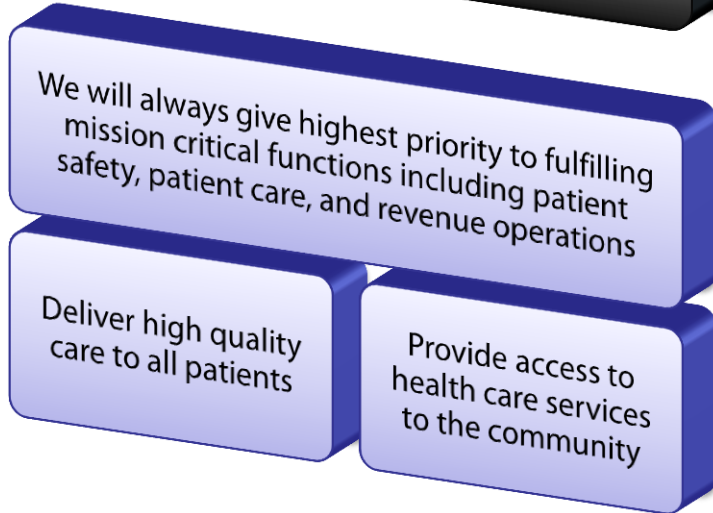 We will always give highest priority to fulfilling
mission critical functions including patient
safety, patient care, and revenue operations
Deliver high quality
care to all patients
Provide access to
health care services
to the community